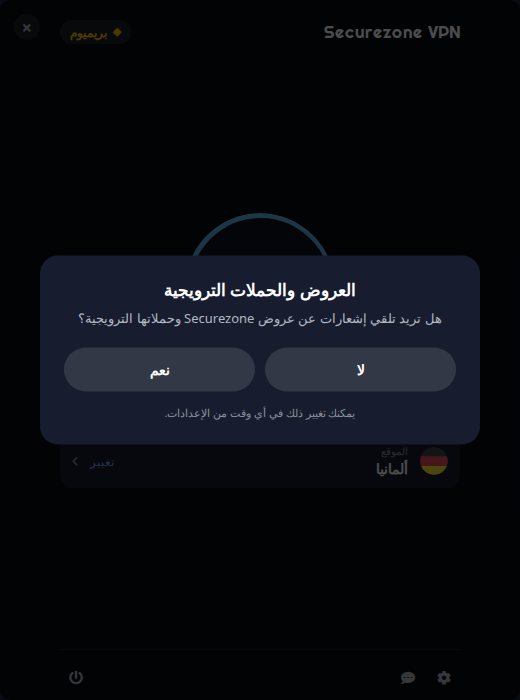 Securezone VPN
بريميوم
العروض والحملات الترويجية
هل تريد تلقي إشعارات عن عروض Securezone وحملاتها الترويجية؟
لا
نعم
يمكنك تغيير ذلك في أي وقت من الإعدادات.
الموقع
ألمانيا
تغيير